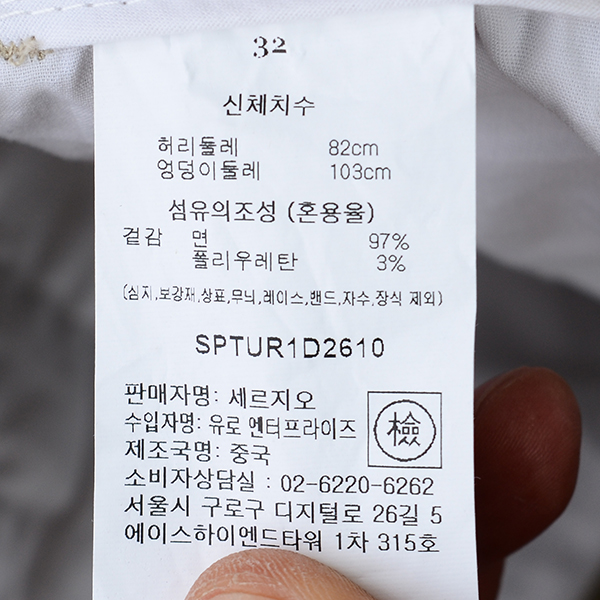 32
신체치수
허리둘레 82cm
엉덩이둘레 103cm
섬유의조성 (혼용율)
겉감 면 97%
폴리우레탄 3%
(심지,보강재,상표,무늬,레이스,밴드,자수,장식 제외)
SPTUR1D2610
판매자명: 세르지오
수입자명: 유로 엔터프라이즈
제조국명: 중국
檢
소비자상담실 : 02-6220-6262
서울시 구로구 디지털로 26길 5
에이스하이엔드타워 1차 315호